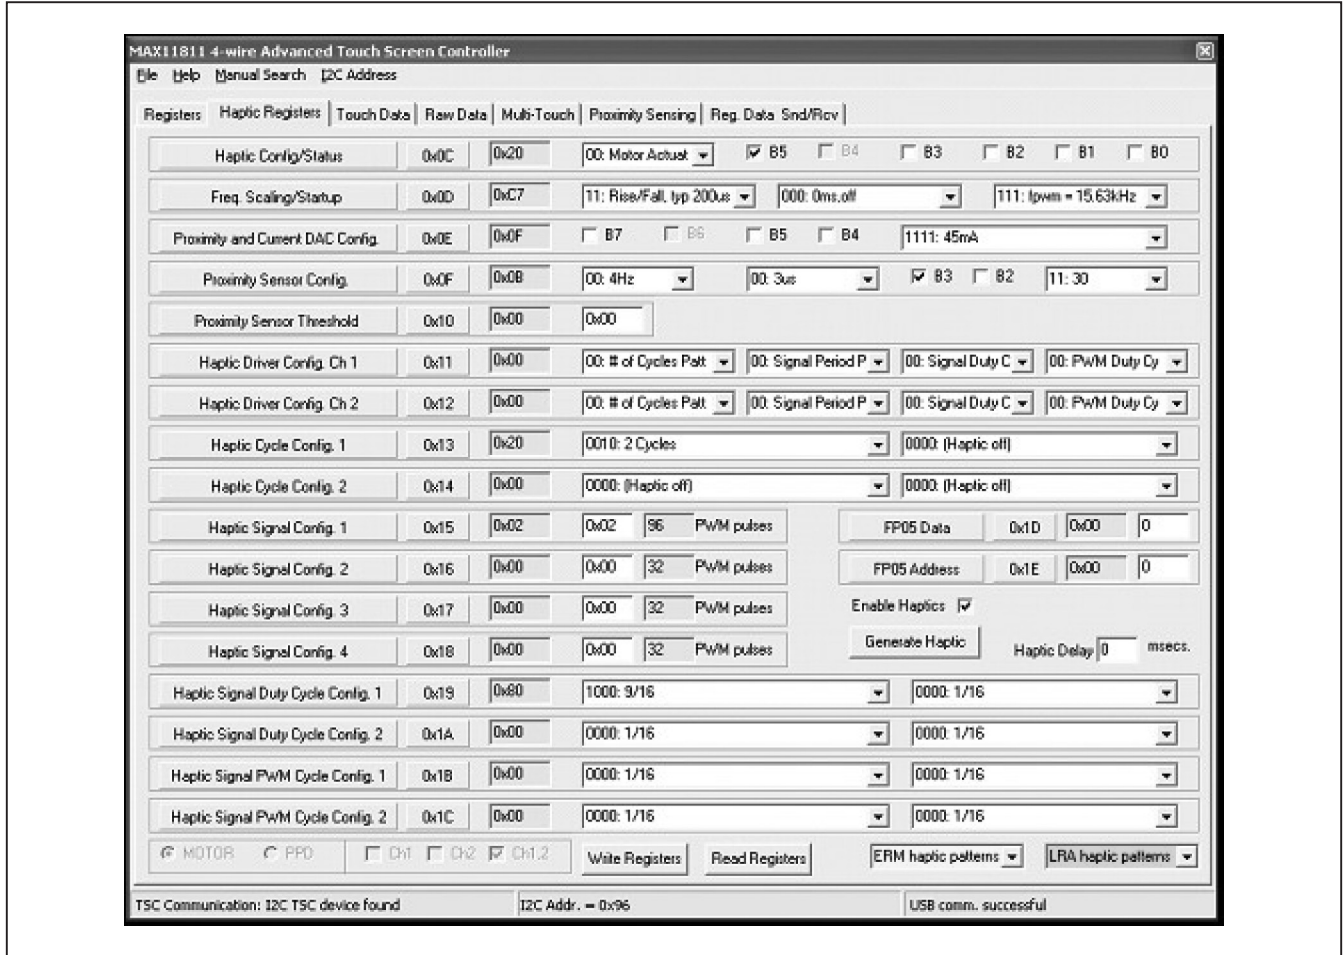 MAX11811 4-wire Advanced Touch Screen Controller
File Help Manual Search I2C Address
Registers Haptic Registers Touch Data Raw Data Multi-Touch Proximity Sensing Reg. Data Snd/Rcv
Haptic Config/Status 0x0C 0x20 00: Motor Actuat B5 B4 B3 B2 B1 B0
Freq. Scaling/Startup 0x0D 0xC7 11: Rise/Fall, typ 200us 000: 0ms,off 111: fpwm = 15.63kHz
Proximity and Current DAC Config. 0x0E 0x0F B7 B6 B5 B4 1111: 45mA
Proximity Sensor Config. 0x0F 0x0B 00: 4Hz 00: 3us B3 B2 11: 30
Proximity Sensor Threshold 0x10 0x00 0x00
Haptic Driver Config. Ch 1 0x11 0x00 00: # of Cycles Patt 00: Signal Period P 00: Signal Duty C 00: PWM Duty Cy
Haptic Driver Config. Ch 2 0x12 0x00 00: # of Cycles Patt 00: Signal Period P 00: Signal Duty C 00: PWM Duty Cy
Haptic Cycle Config. 1 0x13 0x20 0010: 2 Cycles 0000: (Haptic off)
Haptic Cycle Config. 2 0x14 0x00 0000: (Haptic off) 0000: (Haptic off)
Haptic Signal Config. 1 0x15 0x02 0x02 96 PWM pulses FP05 Data 0x1D 0x00 0
Haptic Signal Config. 2 0x16 0x00 0x00 32 PWM pulses FP05 Address 0x1E 0x00 0
Haptic Signal Config. 3 0x17 0x00 0x00 32 PWM pulses Enable Haptics
Haptic Signal Config. 4 0x18 0x00 0x00 32 PWM pulses Generate Haptic Haptic Delay 0 msecs.
Haptic Signal Duty Cycle Config. 1 0x19 0x80 1000: 9/16 0000: 1/16
Haptic Signal Duty Cycle Config. 2 0x1A 0x00 0000: 1/16 0000: 1/16
Haptic Signal PWM Cycle Config. 1 0x1B 0x00 0000: 1/16 0000: 1/16
Haptic Signal PWM Cycle Config. 2 0x1C 0x00 0000: 1/16 0000: 1/16
MOTOR PPO Ch1 Ch2 Ch1,2 Write Registers Read Registers ERM haptic patterns LRA haptic patterns
TSC Communication: I2C TSC device found I2C Addr. = 0x96 USB comm. successful